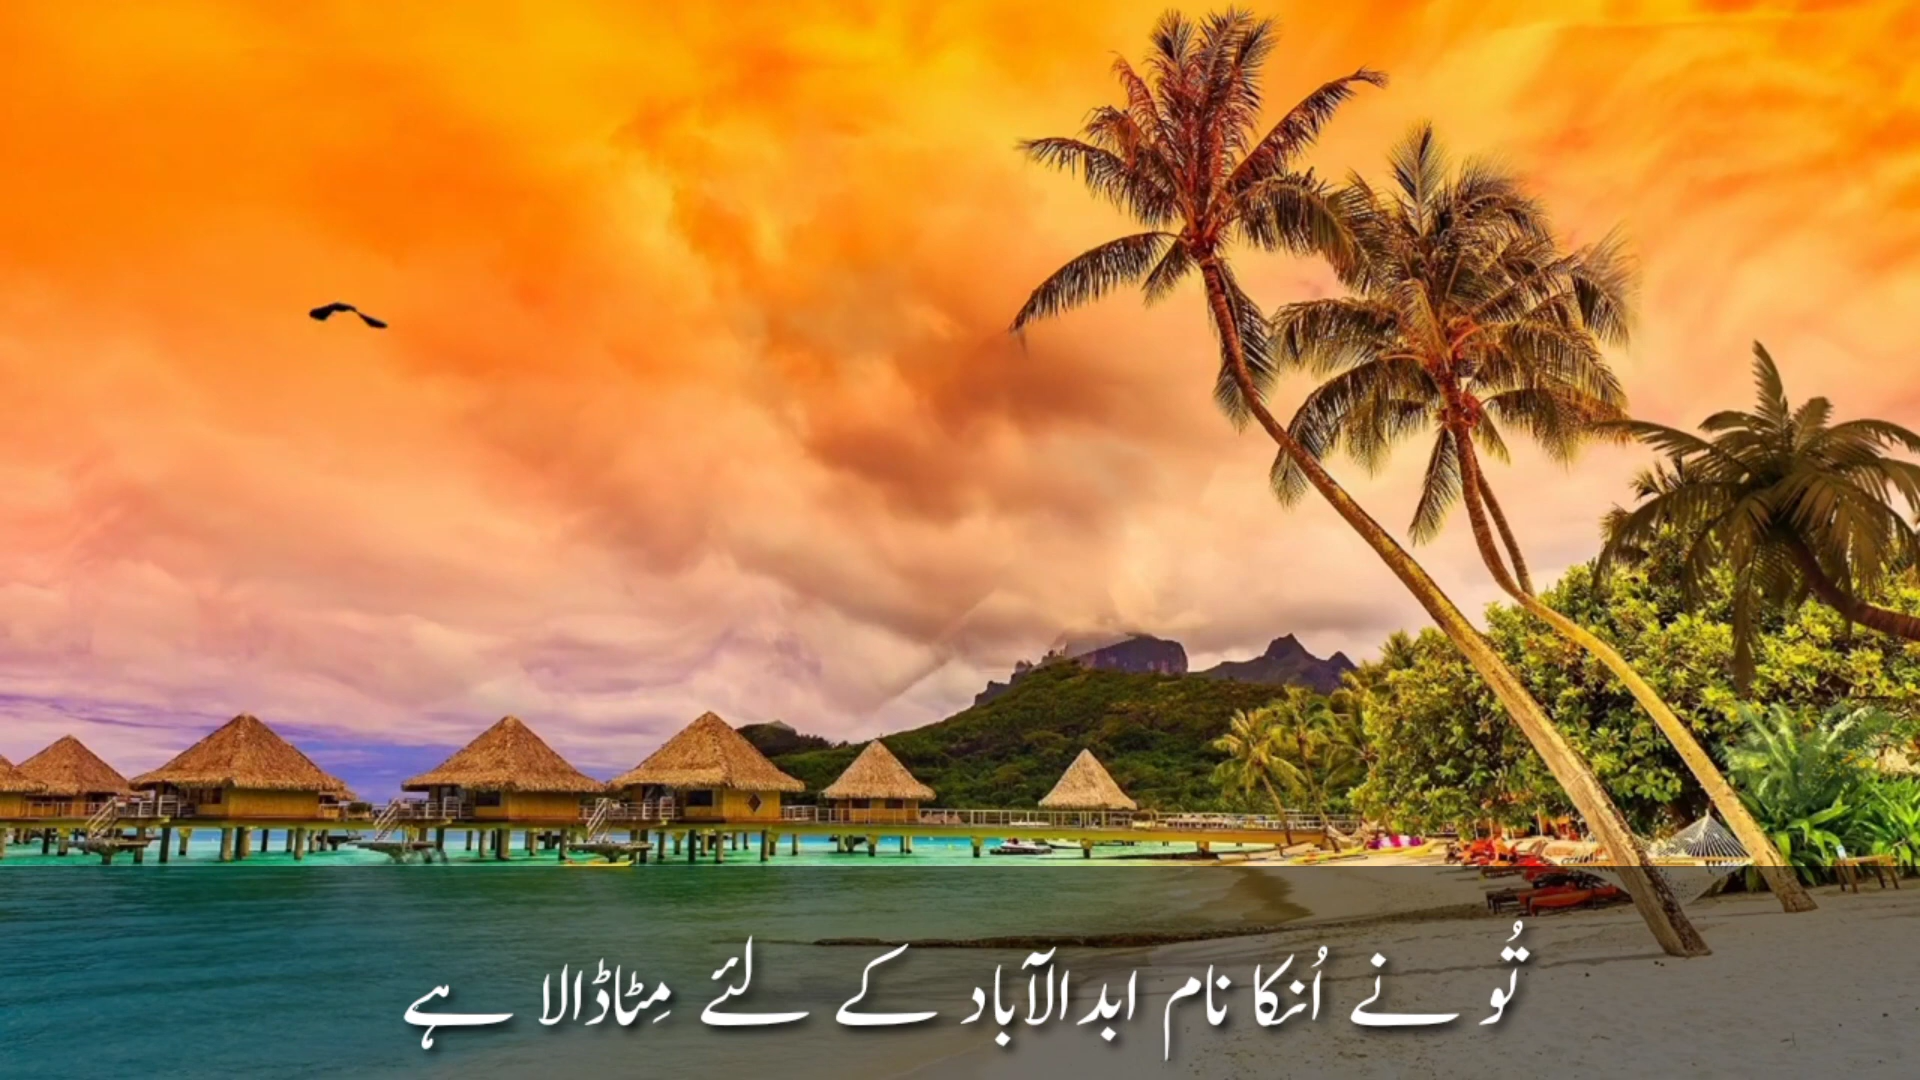 تُو نے اُنکا نام ابدالآباد کے لئے مِٹاڈالا ہے